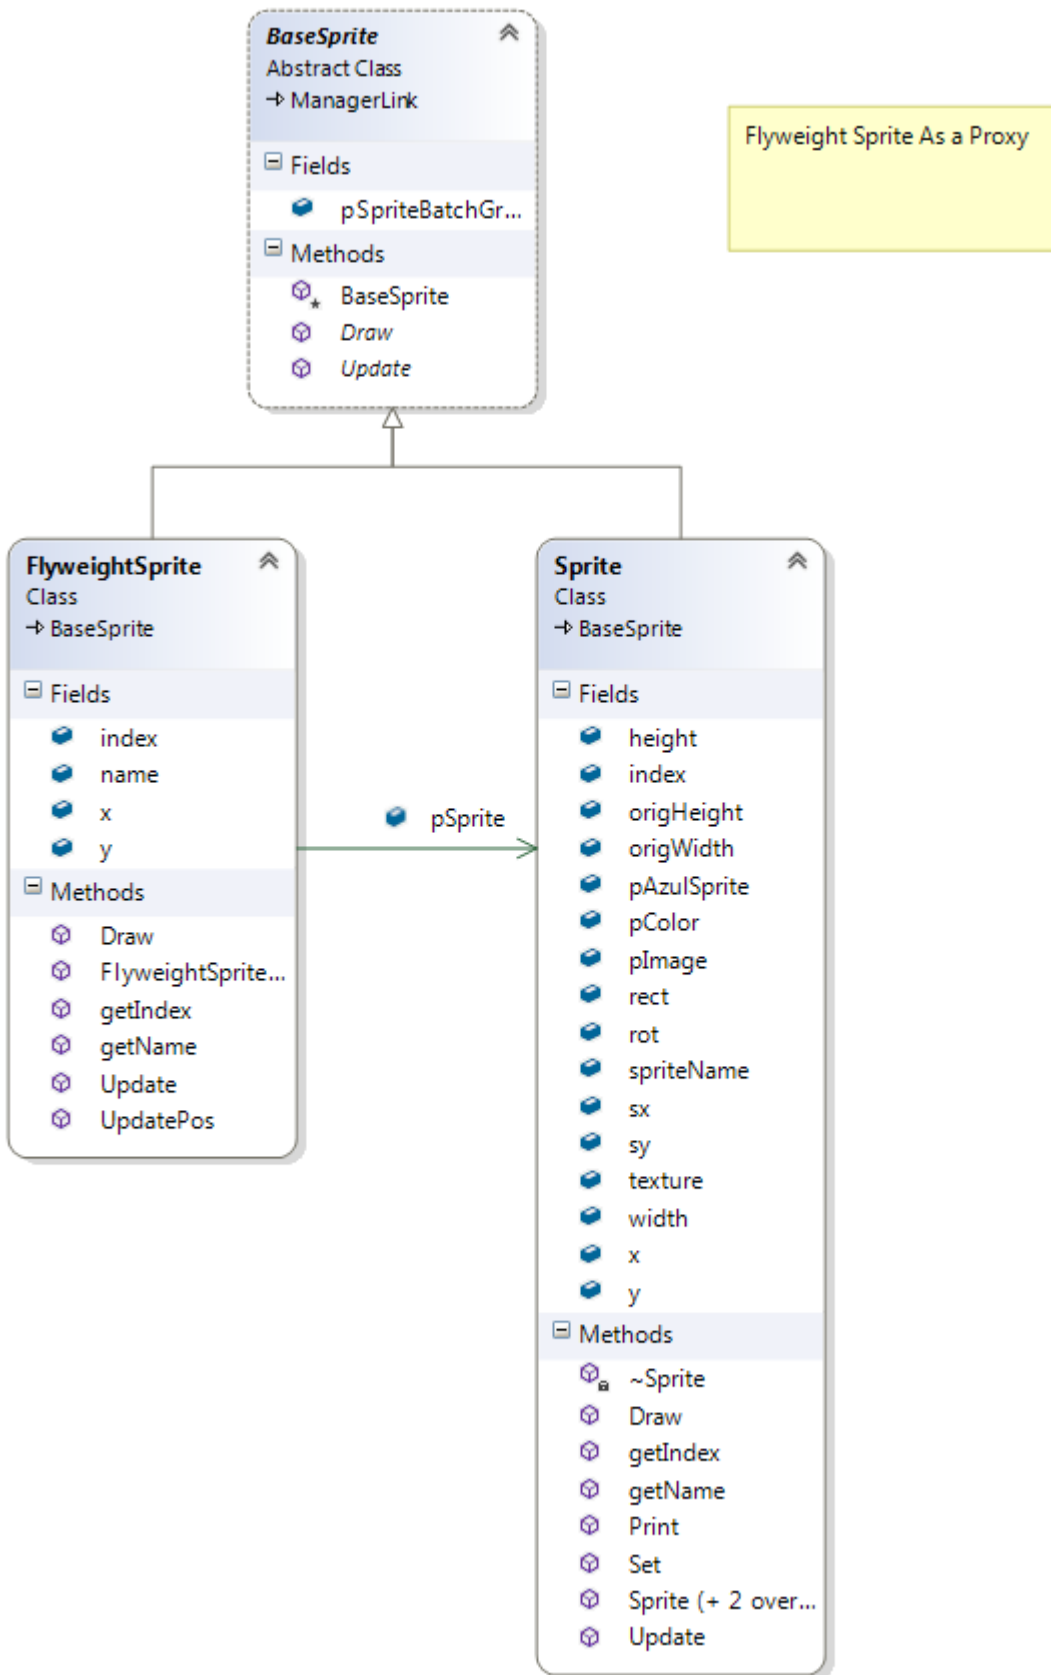 BaseSprite
Abstract Class
ManagerLink
Fields
pSpriteBatchGr...
Methods
BaseSprite
Draw
Update
Flyweight Sprite As a Proxy
FlyweightSprite
Class
BaseSprite
Fields
index
name
x
y
Methods
Draw
FlyweightSprite...
getIndex
getName
Update
UpdatePos
pSprite
Sprite
Class
BaseSprite
Fields
height
index
origHeight
origWidth
pAzulSprite
pColor
pImage
rect
rot
spriteName
sx
sy
texture
width
x
y
Methods
~Sprite
Draw
getIndex
getName
Print
Set
Sprite (+ 2 over...
Update